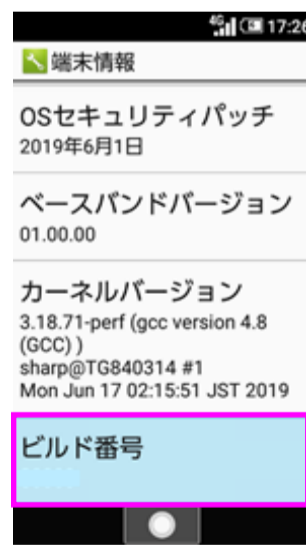 4G 17:26
端末情報
OSセキュリティパッチ
2019年6月1日
ベースバンドバージョン
01.00.00
カーネルバージョン
3.18.71-perf (gcc version 4.8
(GCC) )
sharp@TG840314 #1
Mon Jun 17 02:15:51 JST 2019
ビルド番号